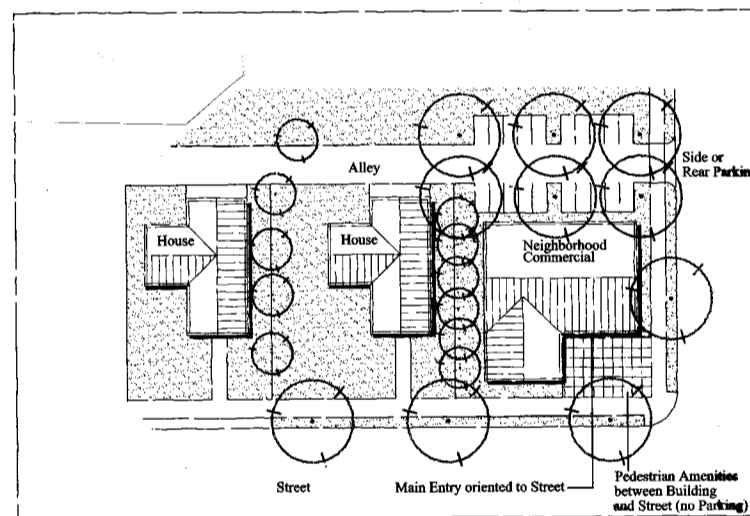 Alley
Side or
Rear Parkin
House
House
Neighborhood
Commercial
Street
Main Entry oriented to Street
Pedestrian Amenities
between Building
and Street (no Parking)